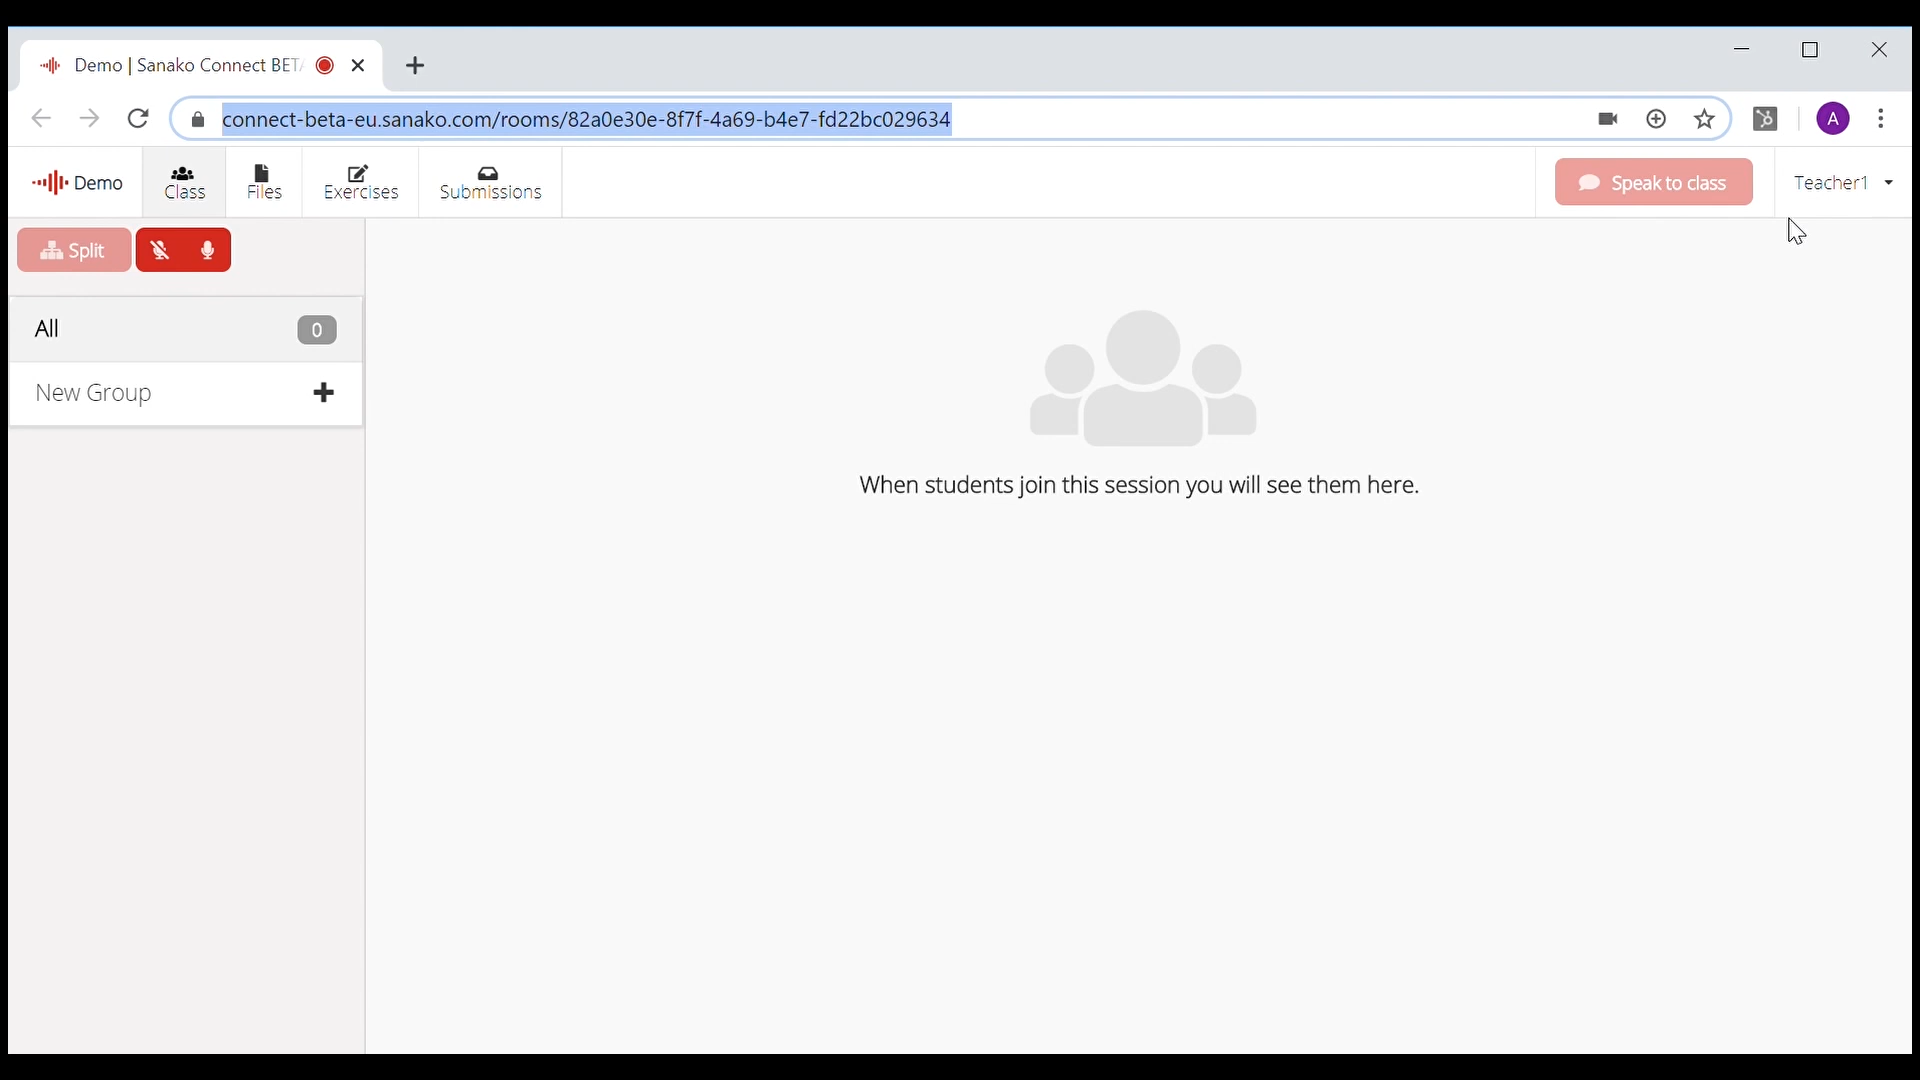 Demo | Sanako Connect BET
connect-beta-eu.sanako.com/rooms/82a0e30e-8f7f-4a69-b4e7-fd22bc029634
A
Demo
Class
Files
Exercises
Submissions
Speak to class
Teacher1
Split
All
0
New Group
When students join this session you will see them here.